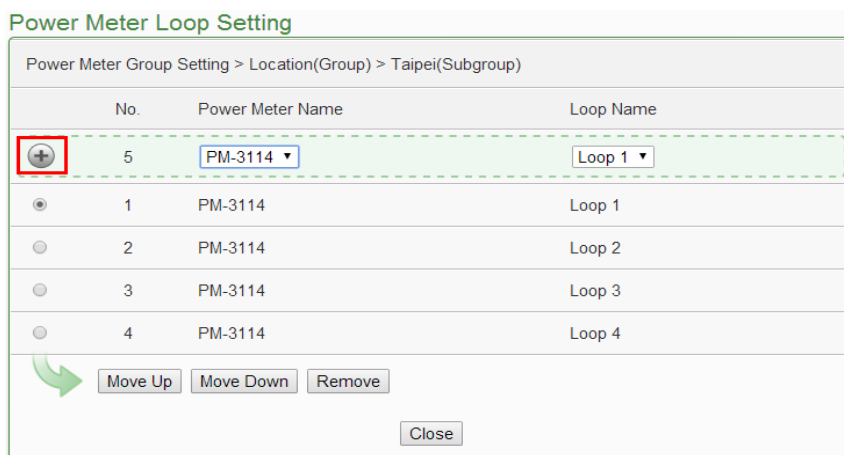 Power Meter Loop Setting
Power Meter Group Setting > Location(Group) > Taipei(Subgroup)
No. Power Meter Name Loop Name
5 PM-3114 Loop 1
1 PM-3114 Loop 1
2 PM-3114 Loop 2
3 PM-3114 Loop 3
4 PM-3114 Loop 4
Move Up Move Down Remove
Close